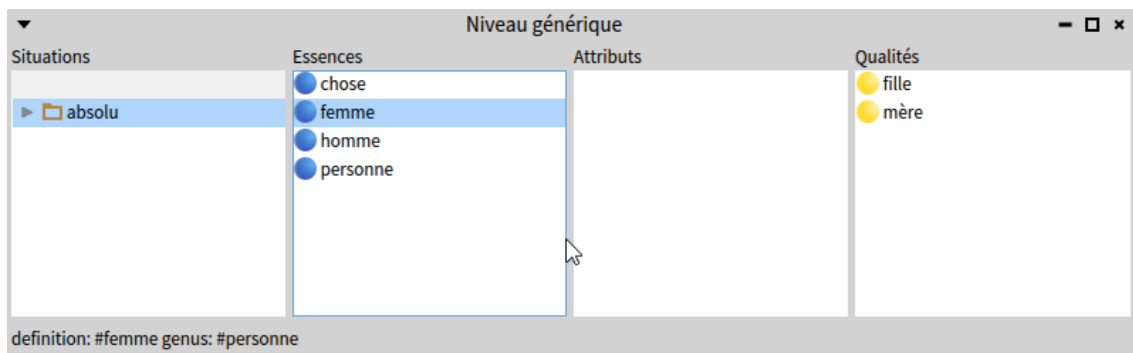 Niveau générique
Situations
absolu
Essences
chose
femme
homme
personne
Attributs
Qualités
fille
mère
definition: #femme genus: #personne